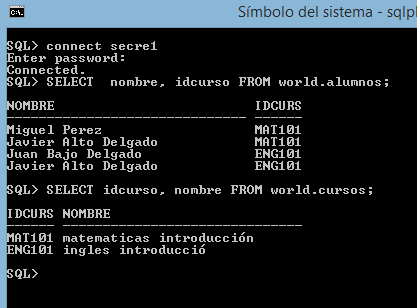 Símbolo del sistema - sqlpl
SQL> connect secre1
Enter password:
Connected.
SQL> SELECT  nombre, idcurso FROM world.alumnos;
NOMBRE                         IDCURS
------------------------------ ------
Miguel Perez                   MAT101
Javier Alto Delgado            MAT101
Juan Bajo Delgado              ENG101
Javier Alto Delgado            ENG101
SQL> SELECT idcurso, nombre FROM world.cursos;
IDCURS NOMBRE
------ ------------------------------
MAT101 matematicas introducción
ENG101 ingles introducció
SQL>